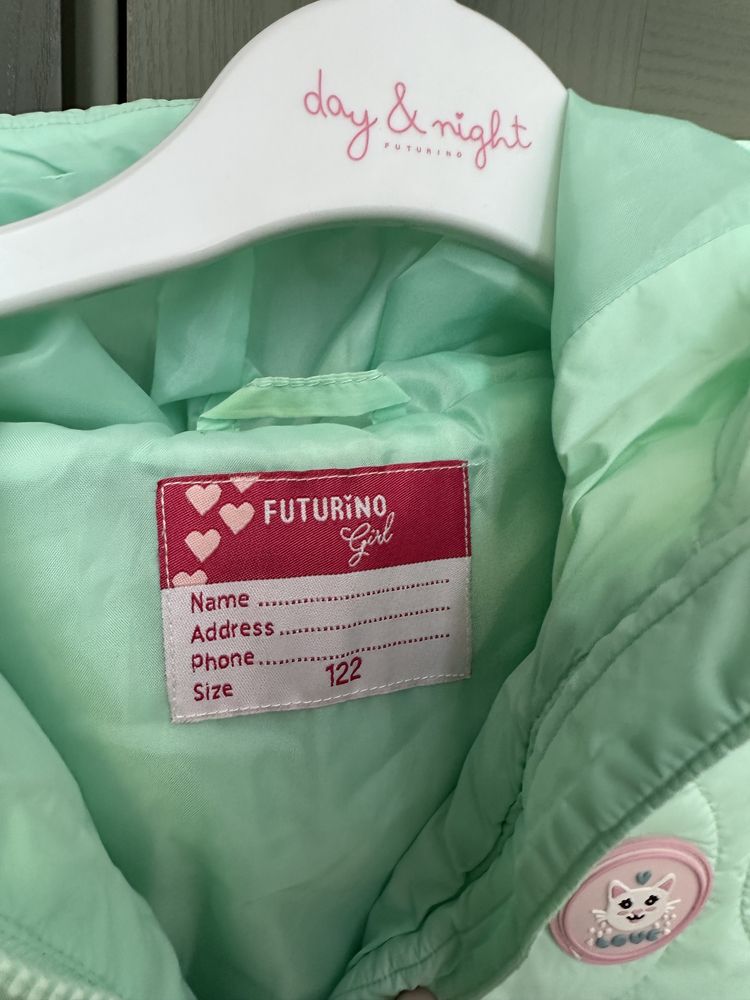 day & night
FUTURINO
FUTURiNO
Girl
Name
Address
Phone
Size 122
LOVE